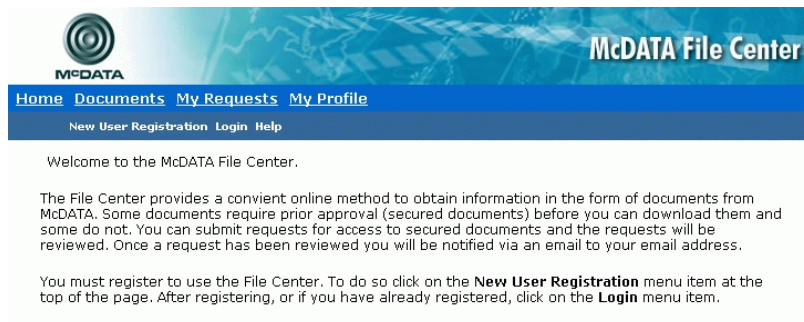 McDATA
McDATA File Center
Home Documents My Requests My Profile
New User Registration Login Help
Welcome to the McDATA File Center.
The File Center provides a convient online method to obtain information in the form of documents from
McDATA. Some documents require prior approval (secured documents) before you can download them and
some do not. You can submit requests for access to secured documents and the requests will be
reviewed. Once a request has been reviewed you will be notified via an email to your email address.
You must register to use the File Center. To do so click on the New User Registration menu item at the
top of the page. After registering, or if you have already registered, click on the Login menu item.